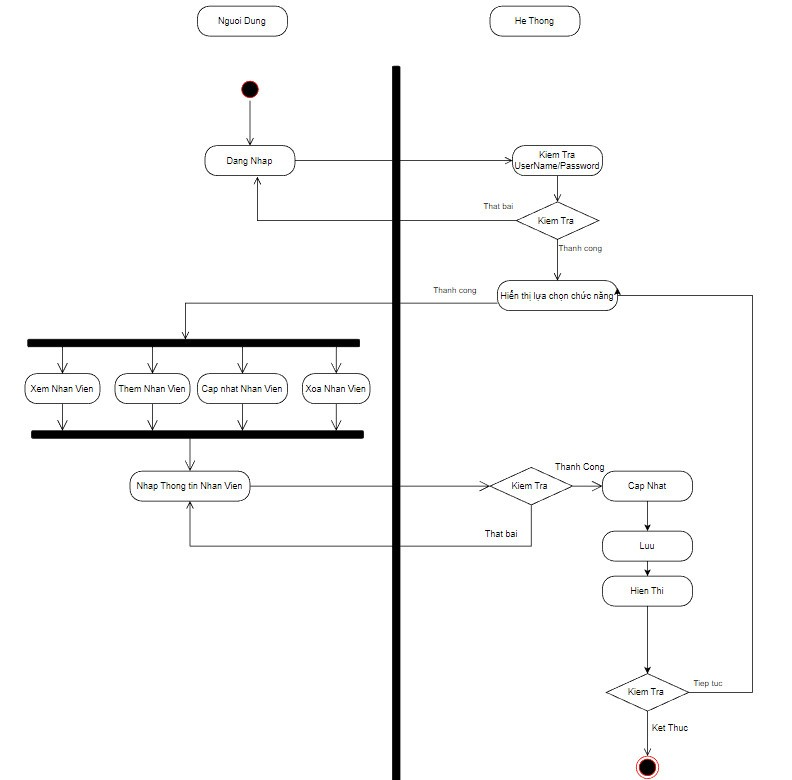 Nguoi Dung
He Thong
Dang Nhap
Kiem Tra
UserName/Password
That bai
Kiem Tra
Thanh cong
Thanh cong
Hiển thị lựa chọn chức năng
Xem Nhan Vien
Them Nhan Vien
Cap nhat Nhan Vien
Xoa Nhan Vien
Nhap Thong tin Nhan Vien
Kiem Tra
Thanh Cong
Cap Nhat
That bai
Luu
Hien Thi
Kiem Tra
Tiep tuc
Ket Thuc